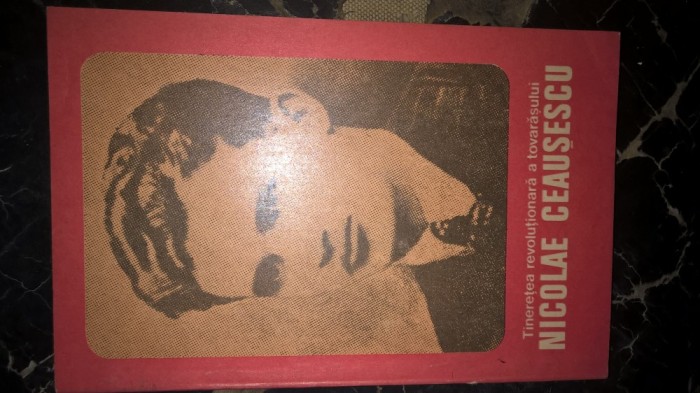 Tinerețea revoluționară a tovarășului
NICOLAE CEAUȘESCU